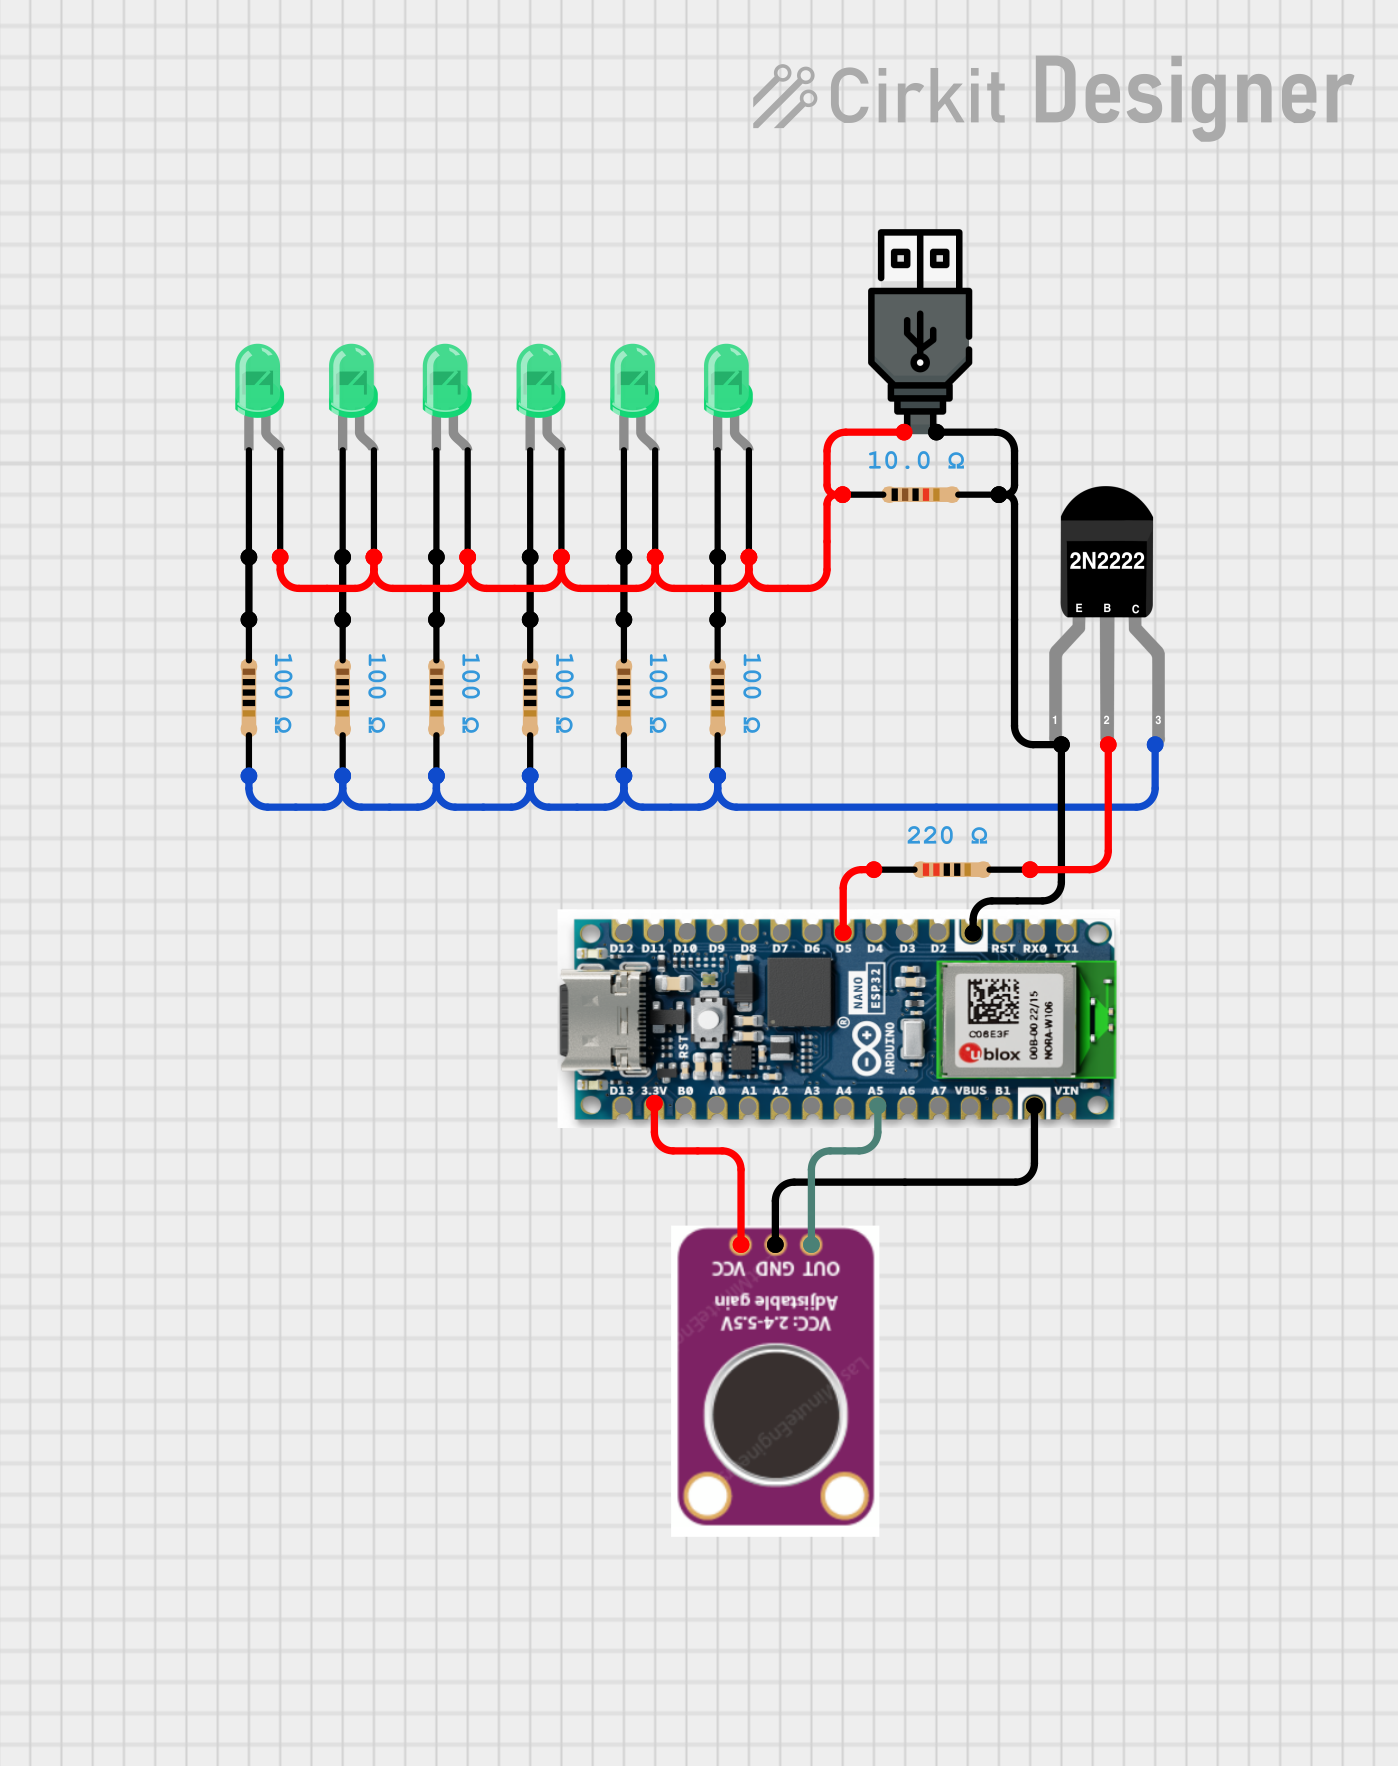 Cirkit Designer
10.0 Ω
2N2222
E B C
100 Ω
100 Ω
100 Ω
100 Ω
100 Ω
100 Ω
1 2 3
220 Ω
D12 D11 D10 D9 D8 D7 D6 D5 D4 D3 D2 RST RX0 TX1
NANO
ESP32
®
ARDUINO
RST
C06E3F
ublox
00B-00 22/15
NORA-W106
D13 3.3V B0 A0 A1 A2 A3 A4 A5 A6 A7 VBUS B1 VIN
OUT GND VCC
Adjistable gain
VCC: 2.4-5.5V